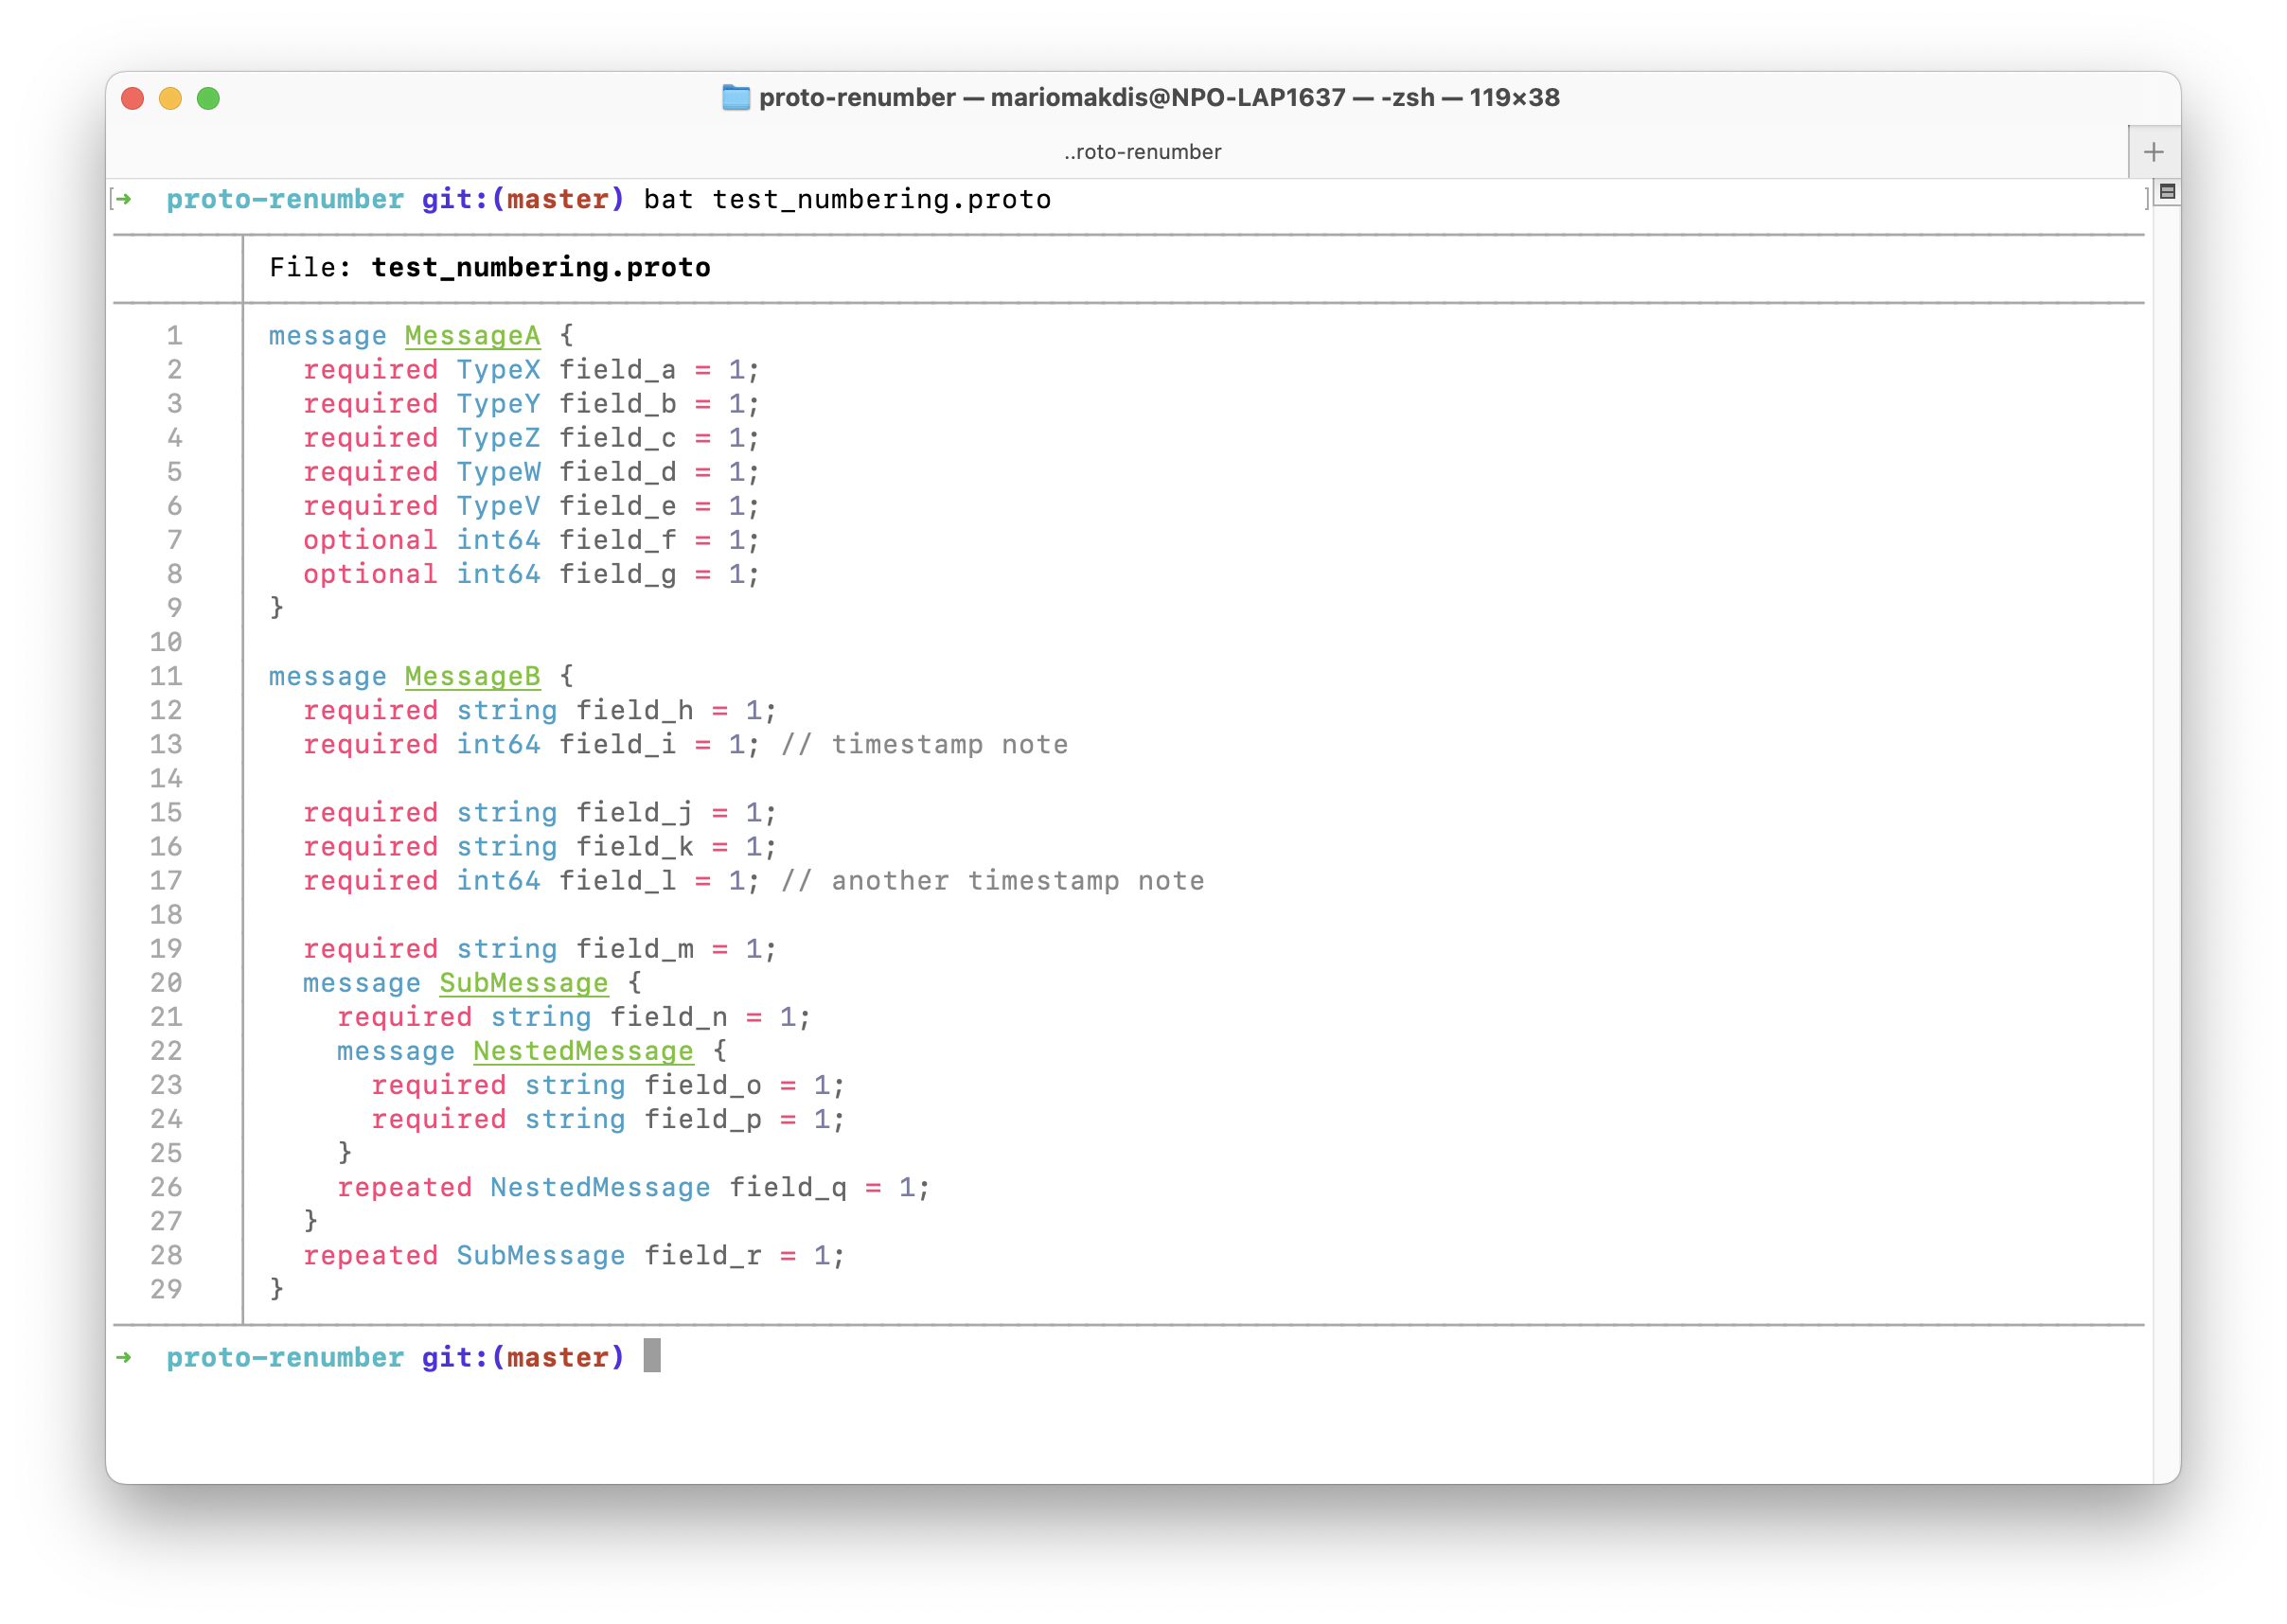 proto-renumber — mariomakdis@NPO-LAP1637 — -zsh — 119×38
..roto-renumber
[➜  proto-renumber git:(master) bat test_numbering.proto ]
File: test_numbering.proto
1 message MessageA {
2   required TypeX field_a = 1;
3   required TypeY field_b = 1;
4   required TypeZ field_c = 1;
5   required TypeW field_d = 1;
6   required TypeV field_e = 1;
7   optional int64 field_f = 1;
8   optional int64 field_g = 1;
9 }
10
11 message MessageB {
12   required string field_h = 1;
13   required int64 field_i = 1; // timestamp note
14
15   required string field_j = 1;
16   required string field_k = 1;
17   required int64 field_l = 1; // another timestamp note
18
19   required string field_m = 1;
20   message SubMessage {
21     required string field_n = 1;
22     message NestedMessage {
23       required string field_o = 1;
24       required string field_p = 1;
25     }
26     repeated NestedMessage field_q = 1;
27   }
28   repeated SubMessage field_r = 1;
29 }
➜  proto-renumber git:(master)